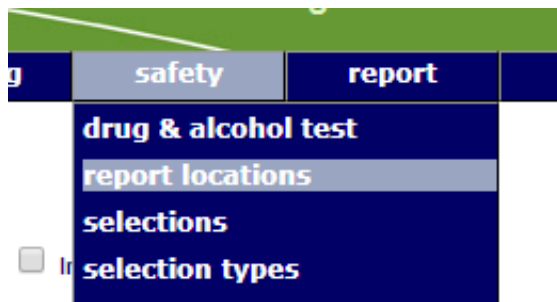 safety report
drug & alcohol test
report locations
selections
selection types